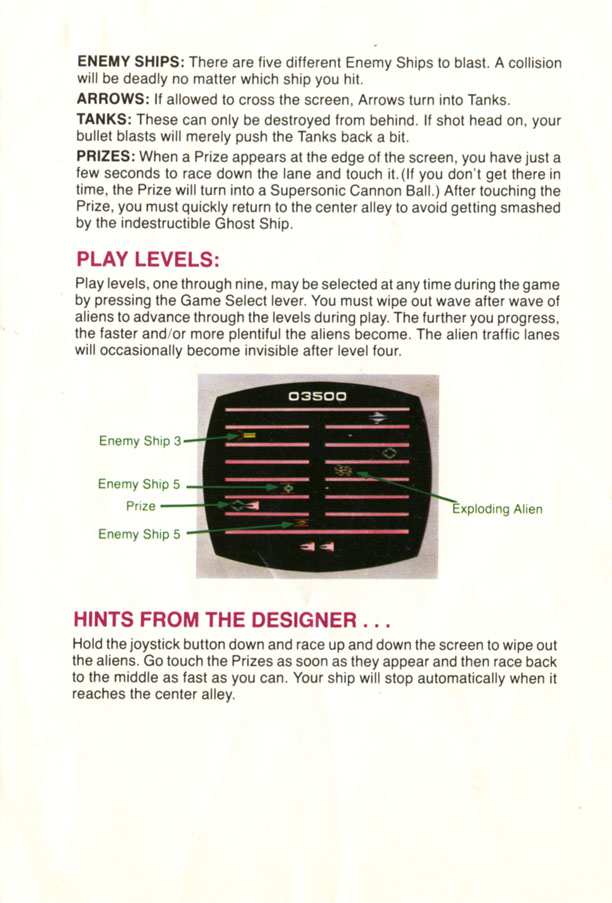 ENEMY SHIPS: There are five different Enemy Ships to blast. A collision
will be deadly no matter which ship you hit.
ARROWS: If allowed to cross the screen, Arrows turn into Tanks.
TANKS: These can only be destroyed from behind. If shot head on, your
bullet blasts will merely push the Tanks back a bit.
PRIZES: When a Prize appears at the edge of the screen, you have just a
few seconds to race down the lane and touch it.(If you don't get there in
time, the Prize will turn into a Supersonic Cannon Ball.) After touching the
Prize, you must quickly return to the center alley to avoid getting smashed
by the indestructible Ghost Ship.
PLAY LEVELS:
Play levels, one through nine, may be selected at any time during the game
by pressing the Game Select lever. You must wipe out wave after wave of
aliens to advance through the levels during play. The further you progress,
the faster and/or more plentiful the aliens become. The alien traffic lanes
will occasionally become invisible after level four.
03500
Enemy Ship 3
Enemy Ship 5
Prize
Exploding Alien
Enemy Ship 5
HINTS FROM THE DESIGNER . . .
Hold the joystick button down and race up and down the screen to wipe out
the aliens. Go touch the Prizes as soon as they appear and then race back
to the middle as fast as you can. Your ship will stop automatically when it
reaches the center alley.